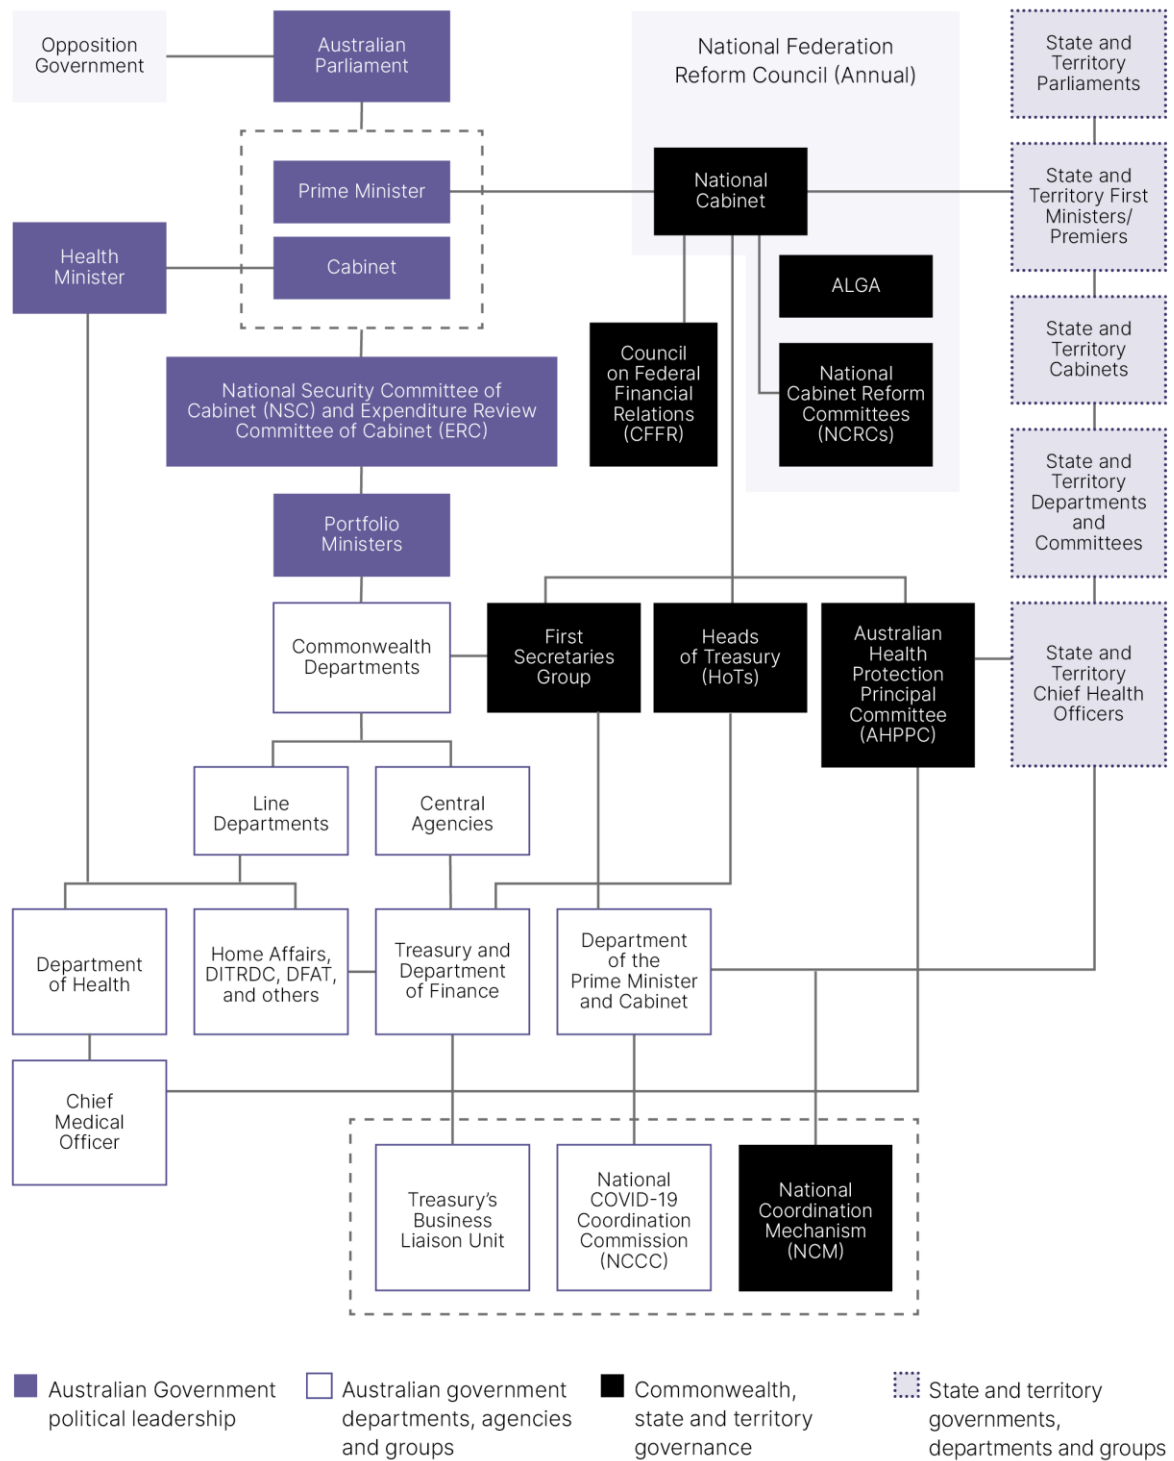 Opposition
Government
Australian
Parliament
National Federation
Reform Council (Annual)
State and
Territory
Parliaments
Prime Minister
National
Cabinet
State and
Territory First
Ministers/
Premiers
Health
Minister
Cabinet
ALGA
State and
Territory
Cabinets
National Security Committee of
Cabinet (NSC) and Expenditure Review
Committee of Cabinet (ERC)
Council
on Federal
Financial
Relations
(CFFR)
National
Cabinet Reform
Committees
(NCRCs)
State and
Territory
Departments
and
Committees
Portfolio
Ministers
Commonwealth
Departments
First
Secretaries
Group
Heads
of Treasury
(HoTs)
Australian
Health
Protection
Principal
Committee
(AHPPC)
State and
Territory
Chief Health
Officers
Line
Departments
Central
Agencies
Department
of Health
Home Affairs,
DITRDC, DFAT,
and others
Treasury and
Department
of Finance
Department
of the
Prime Minister
and Cabinet
Chief
Medical
Officer
Treasury's
Business
Liaison Unit
National
COVID-19
Coordination
Commission
(NCCC)
National
Coordination
Mechanism
(NCM)
Australian Government
political leadership
Australian government
departments, agencies
and groups
Commonwealth,
state and territory
governance
State and territory
governments,
departments and groups